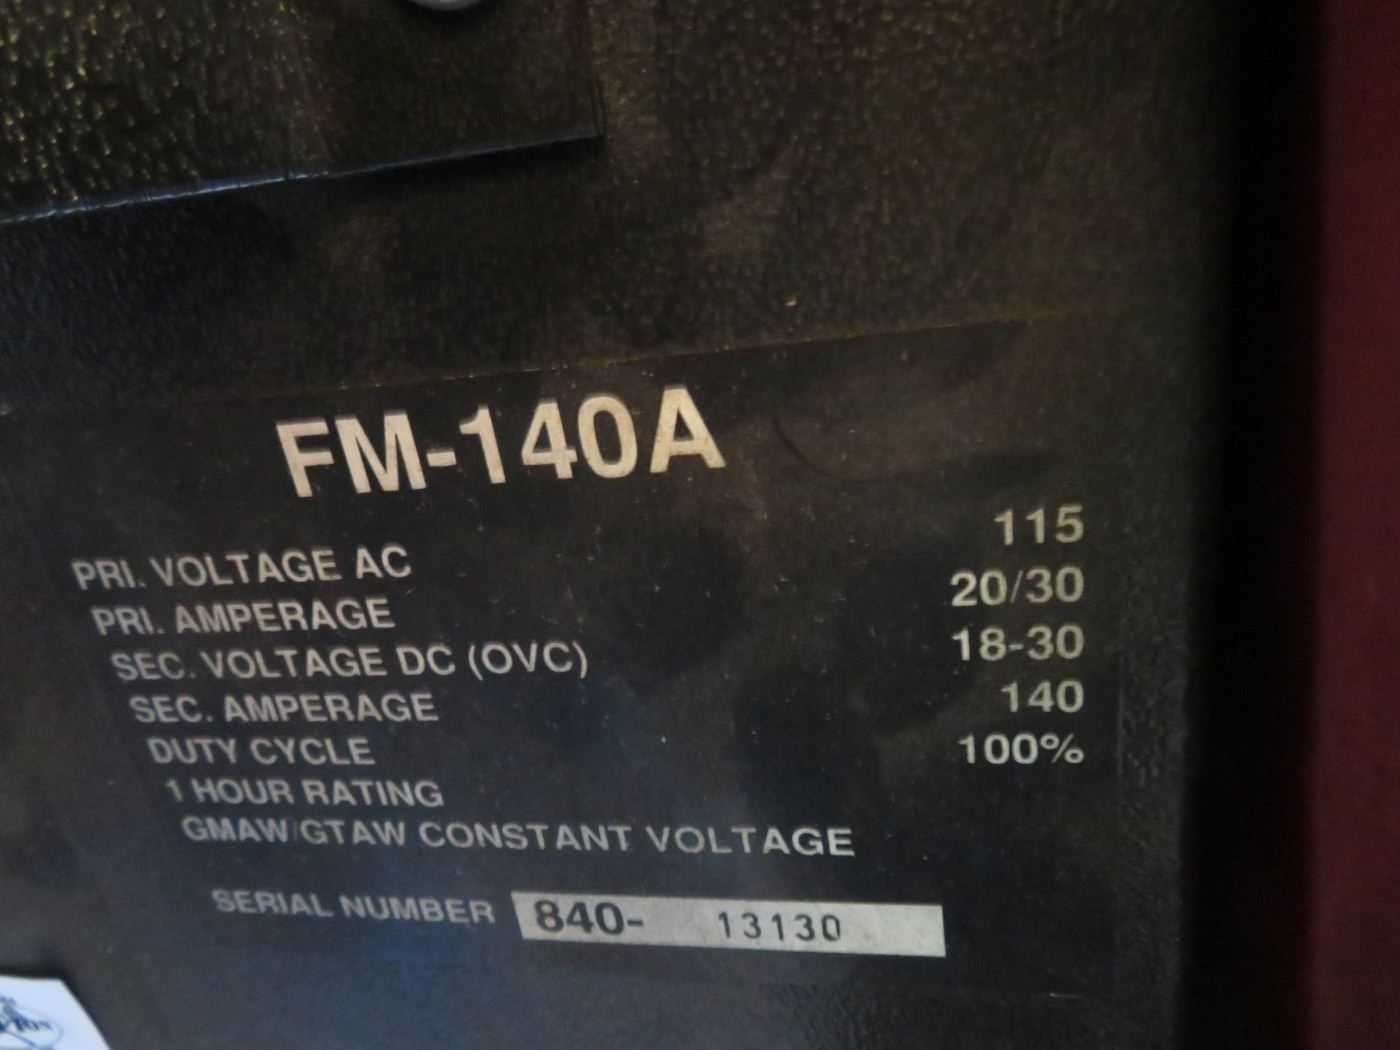 FM-140A
PRI. VOLTAGE AC 115
PRI. AMPERAGE 20/30
SEC. VOLTAGE DC (OVC) 18-30
SEC. AMPERAGE 140
DUTY CYCLE 100%
1 HOUR RATING
GMAW/GTAW CONSTANT VOLTAGE
SERIAL NUMBER 840- 13130